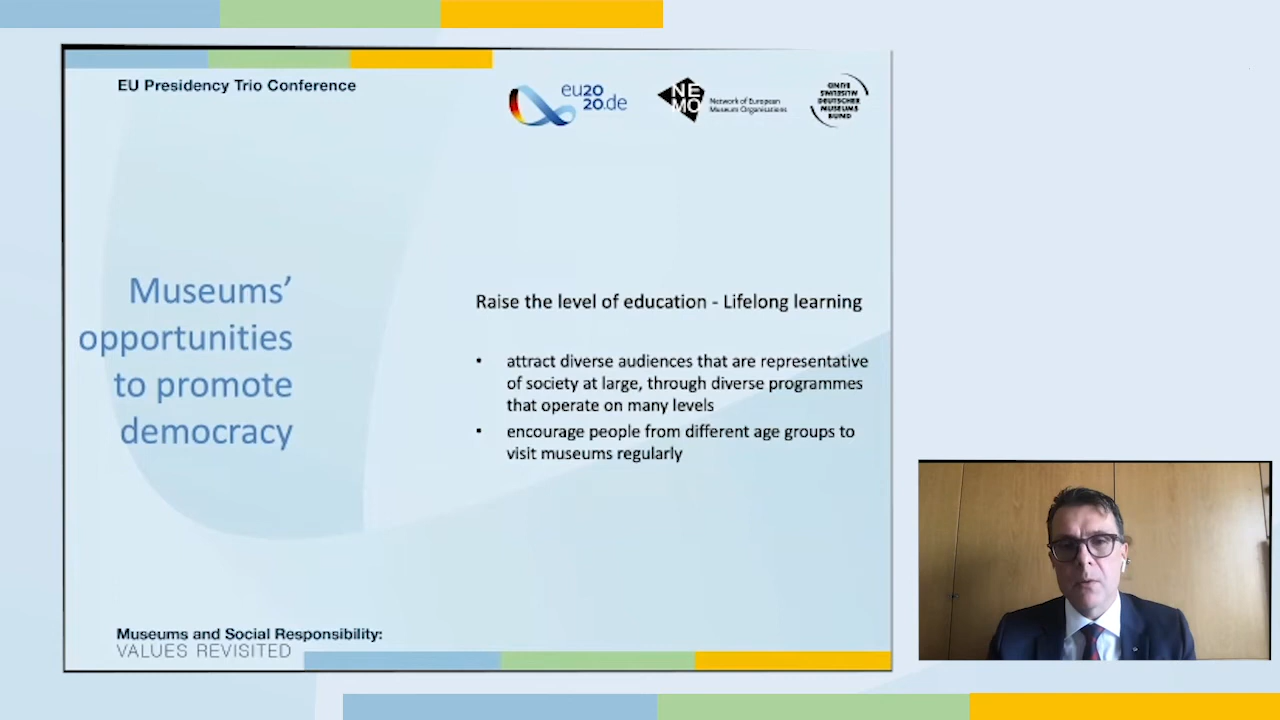 EU Presidency Trio Conference
eu20
20.de
NE
MO
Network of European
Museum Organisations
DEUTSCHER
MUSEUMS
BUND
Museums’
opportunities
to promote
democracy
Raise the level of education - Lifelong learning
• attract diverse audiences that are representative
of society at large, through diverse programmes
that operate on many levels
• encourage people from different age groups to
visit museums regularly
Museums and Social Responsibility:
VALUES REVISITED